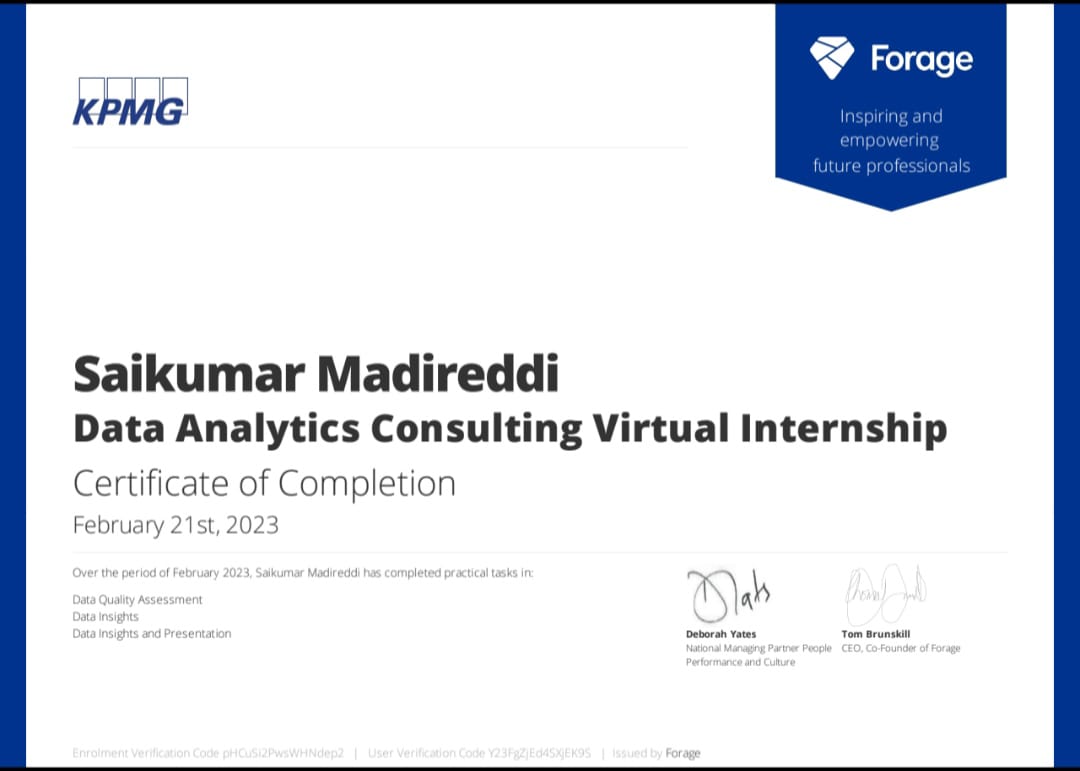 KPMG
Forage
Inspiring and
empowering
future professionals
Saikumar Madireddi
Data Analytics Consulting Virtual Internship
Certificate of Completion
February 21st, 2023
Over the period of February 2023, Saikumar Madireddi has completed practical tasks in:
Data Quality Assessment
Data Insights
Data Insights and Presentation
Deborah Yates
National Managing Partner People
Performance and Culture
Tom Brunskill
CEO, Co-Founder of Forage
Enrolment Verification Code pHCuSi2PwsWHNdep2 | User Verification Code Y23FgZjEd4SXjEK9S | Issued by Forage